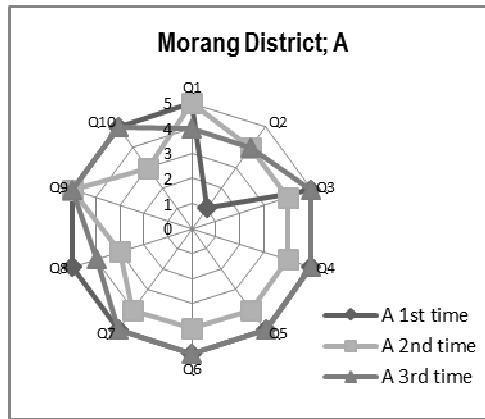 Morang District; A
Q1
Q10
Q2
5
4
3
2
1
0
Q9
Q3
Q8
Q4
Q7
Q5
Q6
A 1st time
A 2nd time
A 3rd time